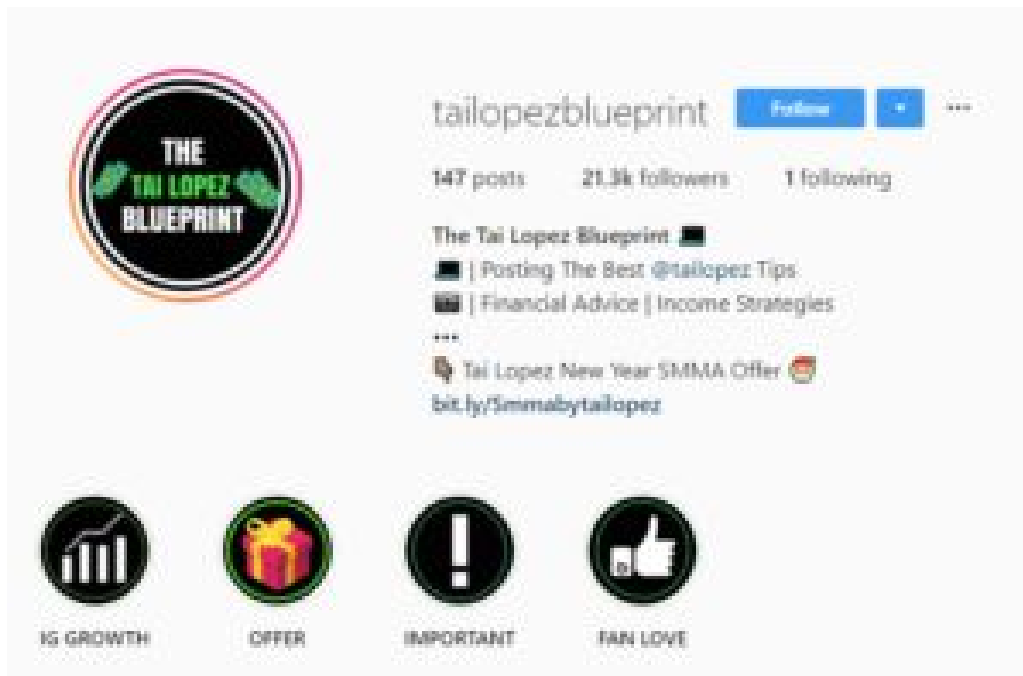 THE
TAI LOPEZ
BLUEPRINT
tailopezblueprint Follow
147 posts 21.3k followers 1 following
The Tai Lopez Blueprint
| Posting The Best @tailopez Tips
| Financial Advice | Income Strategies
•••
Tai Lopez New Year SMMA Offer
bit.ly/Smmabytailopez
IG GROWTH OFFER IMPORTANT FAN LOVE